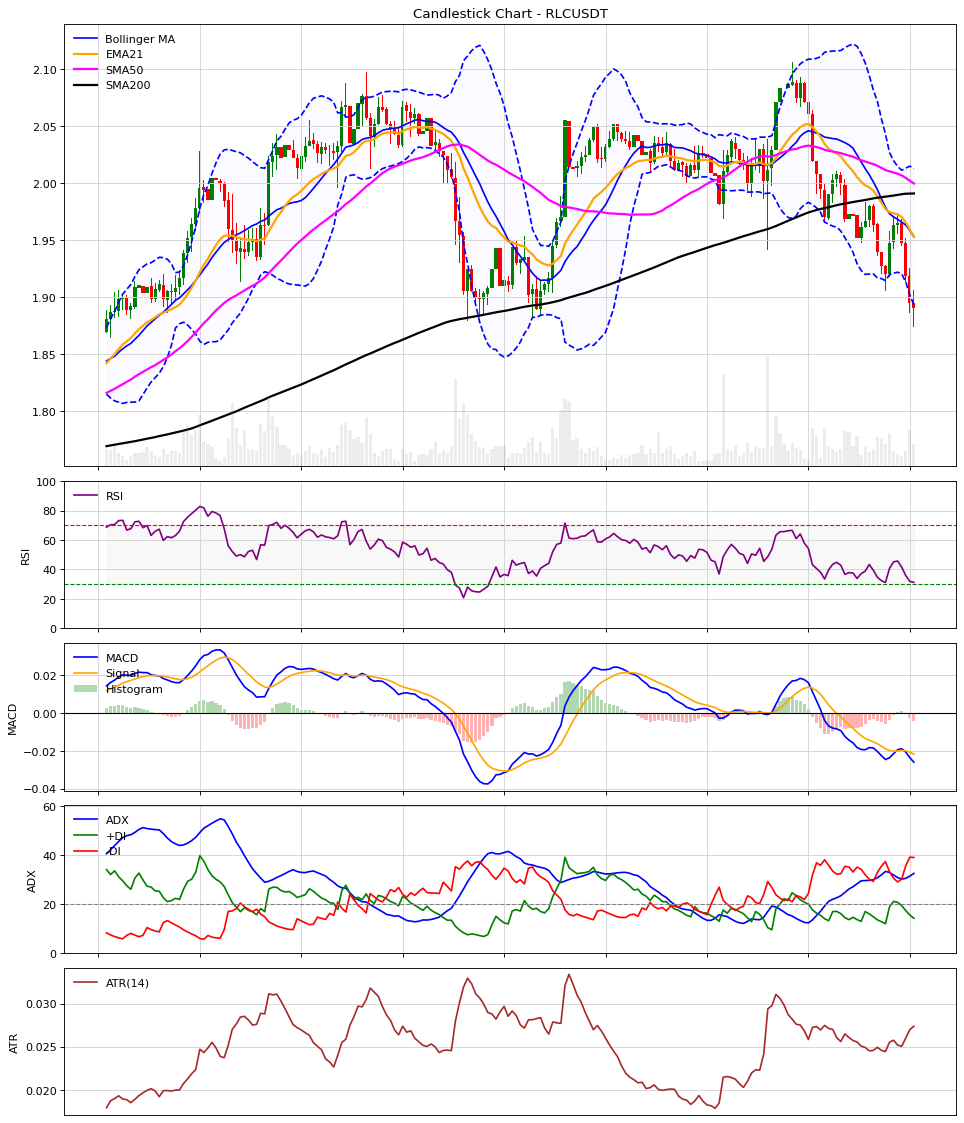 Candlestick Chart - RLCUSDT
Bollinger MA
EMA21
SMA50
SMA200
2.10
2.05
2.00
1.95
1.90
1.85
1.80
RSI
100
80
60
40
20
0
RSI
MACD
Signal
Histogram
0.02
0.00
−0.02
−0.04
MACD
ADX
+DI
-DI
60
40
20
0
ADX
ATR(14)
0.030
0.025
0.020
ATR